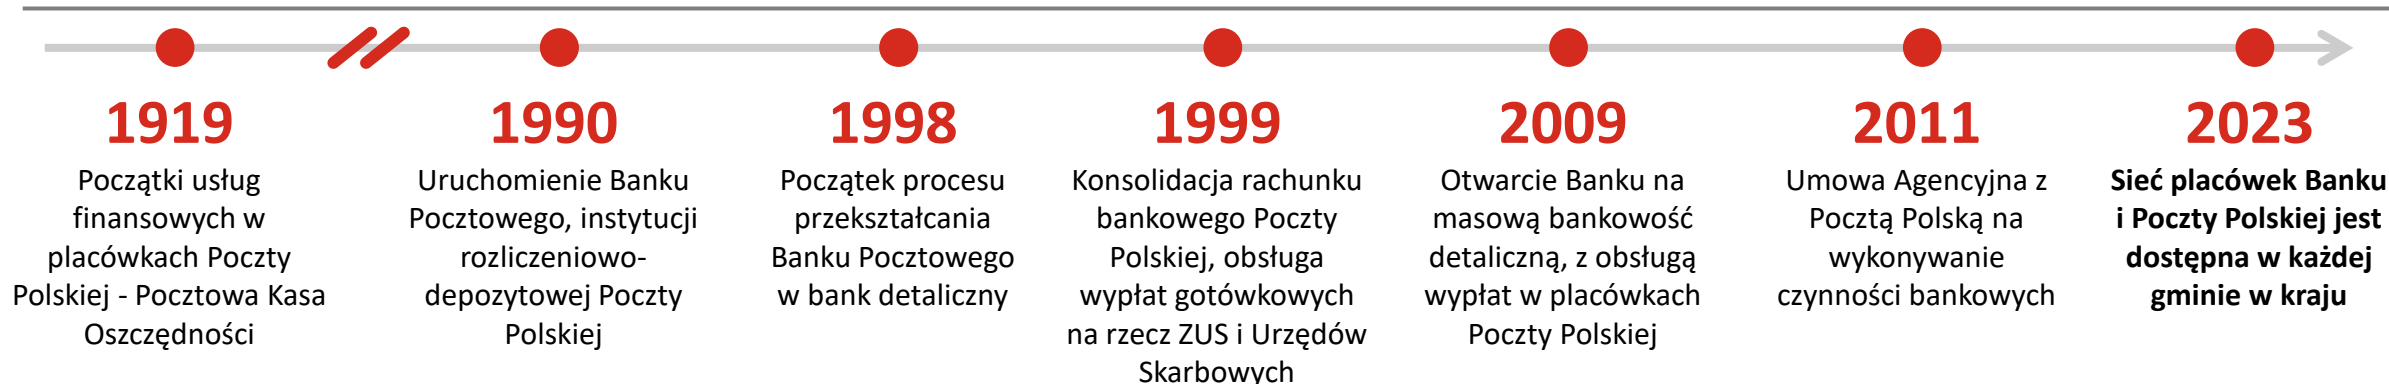 1919
Początki usług
finansowych w
placówkach Poczty
Polskiej - Pocztowa Kasa
Oszczędności
1990
Uruchomienie Banku
Pocztowego, instytucji
rozliczeniowo-
depozytowej Poczty
Polskiej
1998
Początek procesu
przekształcania
Banku Pocztowego
w bank detaliczny
1999
Konsolidacja rachunku
bankowego Poczty
Polskiej, obsługa
wypłat gotówkowych
na rzecz ZUS i Urzędów
Skarbowych
2009
Otwarcie Banku na
masową bankowość
detaliczną, z obsługą
wypłat w placówkach
Poczty Polskiej
2011
Umowa Agencyjna z
Pocztą Polską na
wykonywanie
czynności bankowych
2023
Sieć placówek Banku
i Poczty Polskiej jest
dostępna w każdej
gminie w kraju